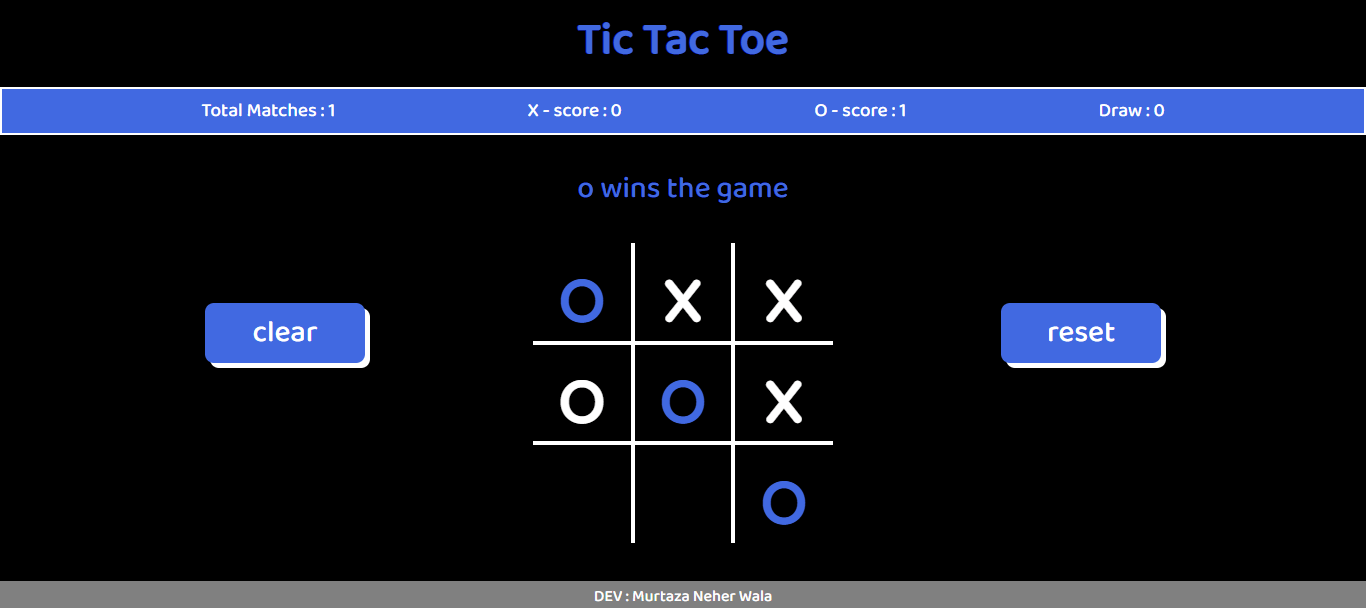 Tic Tac Toe
Total Matches : 1 X - score : 0 O - score : 1 Draw : 0
o wins the game
O X X
clear reset
O O X
O
DEV : Murtaza Neher Wala